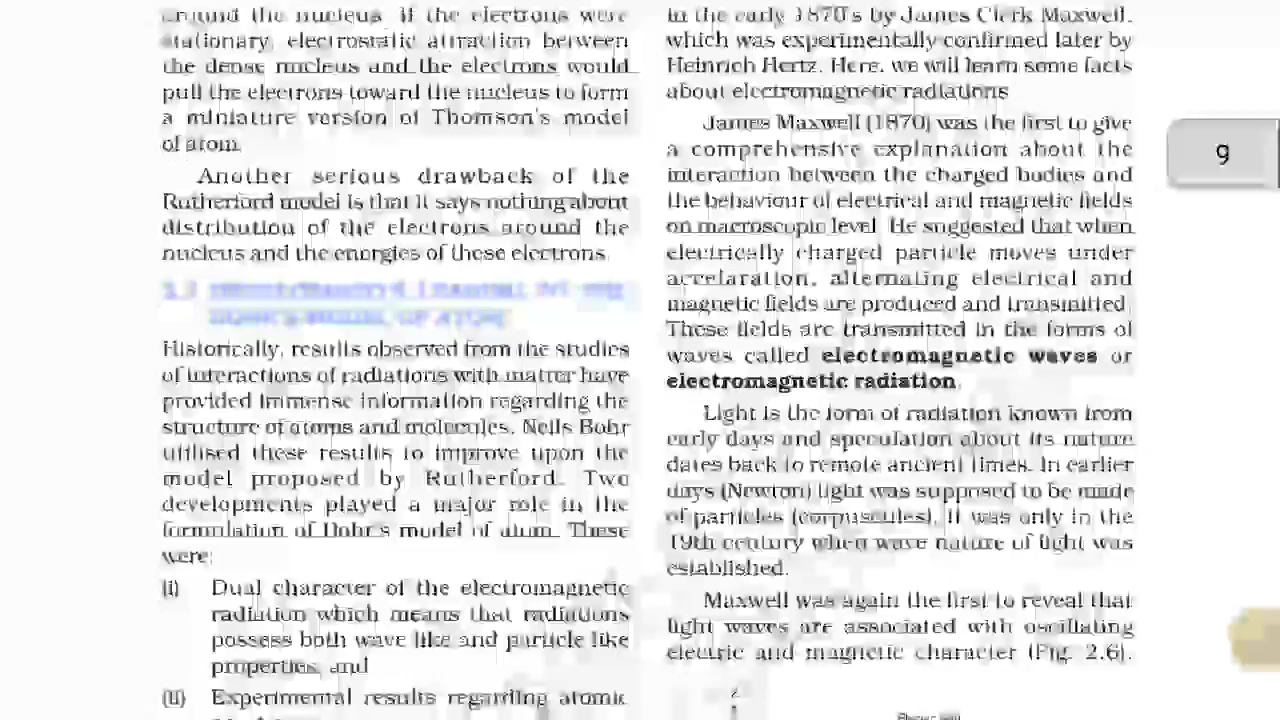 around the nucleus. If the electrons were
stationary, electrostatic attraction between
the dense nucleus and the electrons would
pull the electrons toward the nucleus to form
a miniature version of Thomson's model
of atom.
Another serious drawback of the
Rutherford model is that it says nothing about
distribution of the electrons around the
nucleus and the energies of these electrons.
Historically, results observed from the studies
of interactions of radiations with matter have
provided immense information regarding the
structure of atoms and molecules. Neils Bohr
utilised these results to improve upon the
model proposed by Rutherford. Two
developments played a major role in the
formulation of Bohr's model of atom. These
were:
(i) Dual character of the electromagnetic
radiation which means that radiations
possess both wave like and particle like
properties, and
(ii) Experimental results regarding atomic
in the early 1870's by James Clerk Maxwell,
which was experimentally confirmed later by
Heinrich Hertz. Here, we will learn some facts
about electromagnetic radiations.
James Maxwell (1870) was the first to give
a comprehensive explanation about the
interaction between the charged bodies and
the behaviour of electrical and magnetic fields
on macroscopic level. He suggested that when
electrically charged particle moves under
accelaration, alternating electrical and
magnetic fields are produced and transmitted.
These fields are transmitted in the forms of
waves called electromagnetic waves or
electromagnetic radiation.
Light is the form of radiation known from
early days and speculation about its nature
dates back to remote ancient times. In earlier
days (Newton) light was supposed to be made
of particles (corpuscules). It was only in the
19th century when wave nature of light was
established.
Maxwell was again the first to reveal that
light waves are associated with oscillating
electric and magnetic character (Fig. 2.6).
9